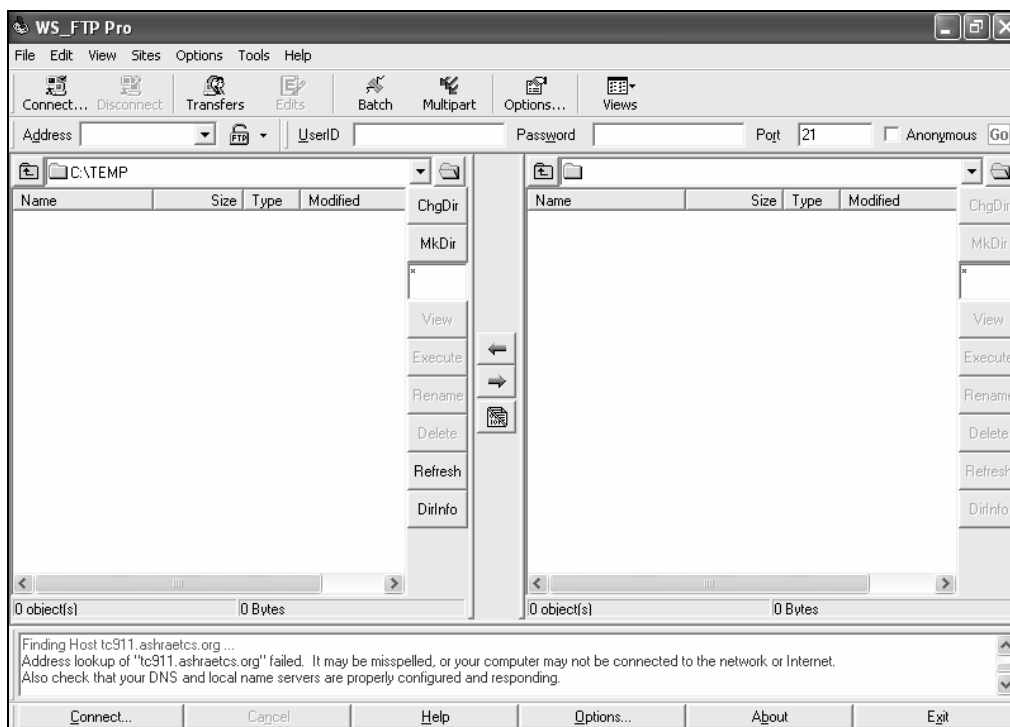 WS_FTP Pro
File Edit View Sites Options Tools Help
Connect... Disconnect Transfers Edits Batch Multipart Options... Views
Address FTP UserID Password Port 21 Anonymous Go
C:\TEMP
Name Size Type Modified ChgDir Name Size Type Modified ChgDir
MkDir MkDir
* *
View View
Execute Execute
Rename Rename
Delete Delete
Refresh Refresh
DirInfo DirInfo
0 object(s) 0 Bytes 0 object(s) 0 Bytes
Finding Host tc911.ashraetcs.org ...
Address lookup of "tc911.ashraetcs.org" failed. It may be misspelled, or your computer may not be connected to the network or Internet.
Also check that your DNS and local name servers are properly configured and responding.
Connect... Cancel Help Options... About Exit